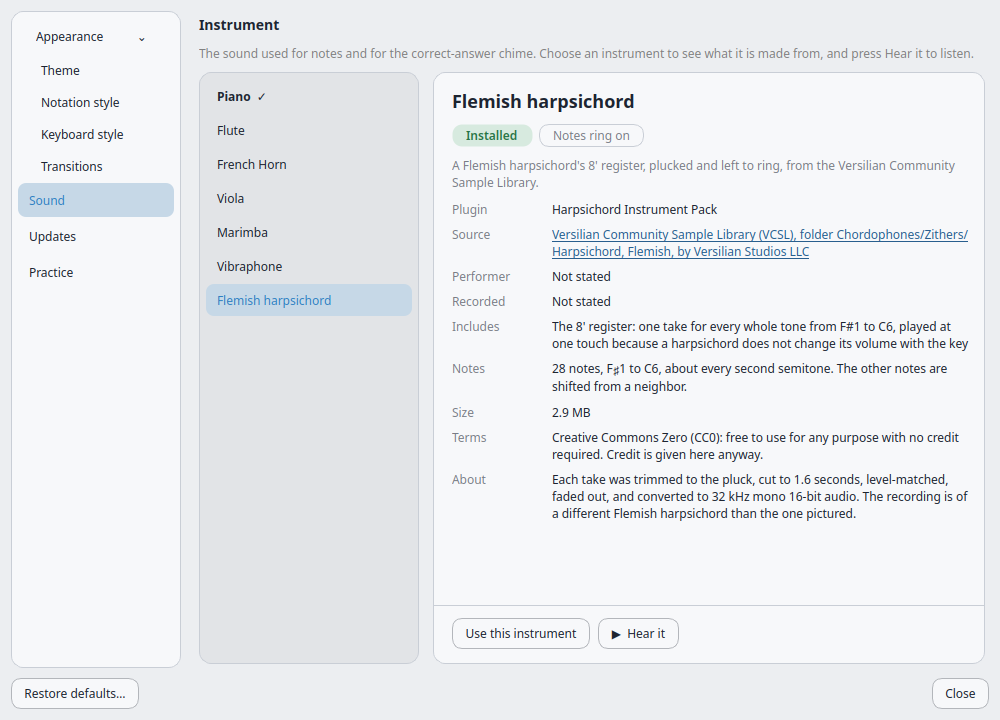 Appearance
Theme
Notation style
Keyboard style
Transitions
Sound
Updates
Practice
Restore defaults...
Instrument
The sound used for notes and for the correct-answer chime. Choose an instrument to see what it is made from, and press Hear it to listen.
Piano ✓
Flute
French Horn
Viola
Marimba
Vibraphone
Flemish harpsichord
Flemish harpsichord
Installed
Notes ring on
A Flemish harpsichord's 8' register, plucked and left to ring, from the Versilian Community
Sample Library.
Plugin Harpsichord Instrument Pack
Source Versilian Community Sample Library (VCSL), folder Chordophones/Zithers/
Harpsichord, Flemish, by Versilian Studios LLC
Performer Not stated
Recorded Not stated
Includes The 8' register: one take for every whole tone from F#1 to C6, played at
one touch because a harpsichord does not change its volume with the key
Notes 28 notes, F♯1 to C6, about every second semitone. The other notes are
shifted from a neighbor.
Size 2.9 MB
Terms Creative Commons Zero (CC0): free to use for any purpose with no credit
required. Credit is given here anyway.
About Each take was trimmed to the pluck, cut to 1.6 seconds, level-matched,
faded out, and converted to 32 kHz mono 16-bit audio. The recording is of
a different Flemish harpsichord than the one pictured.
Use this instrument
▶ Hear it
Close